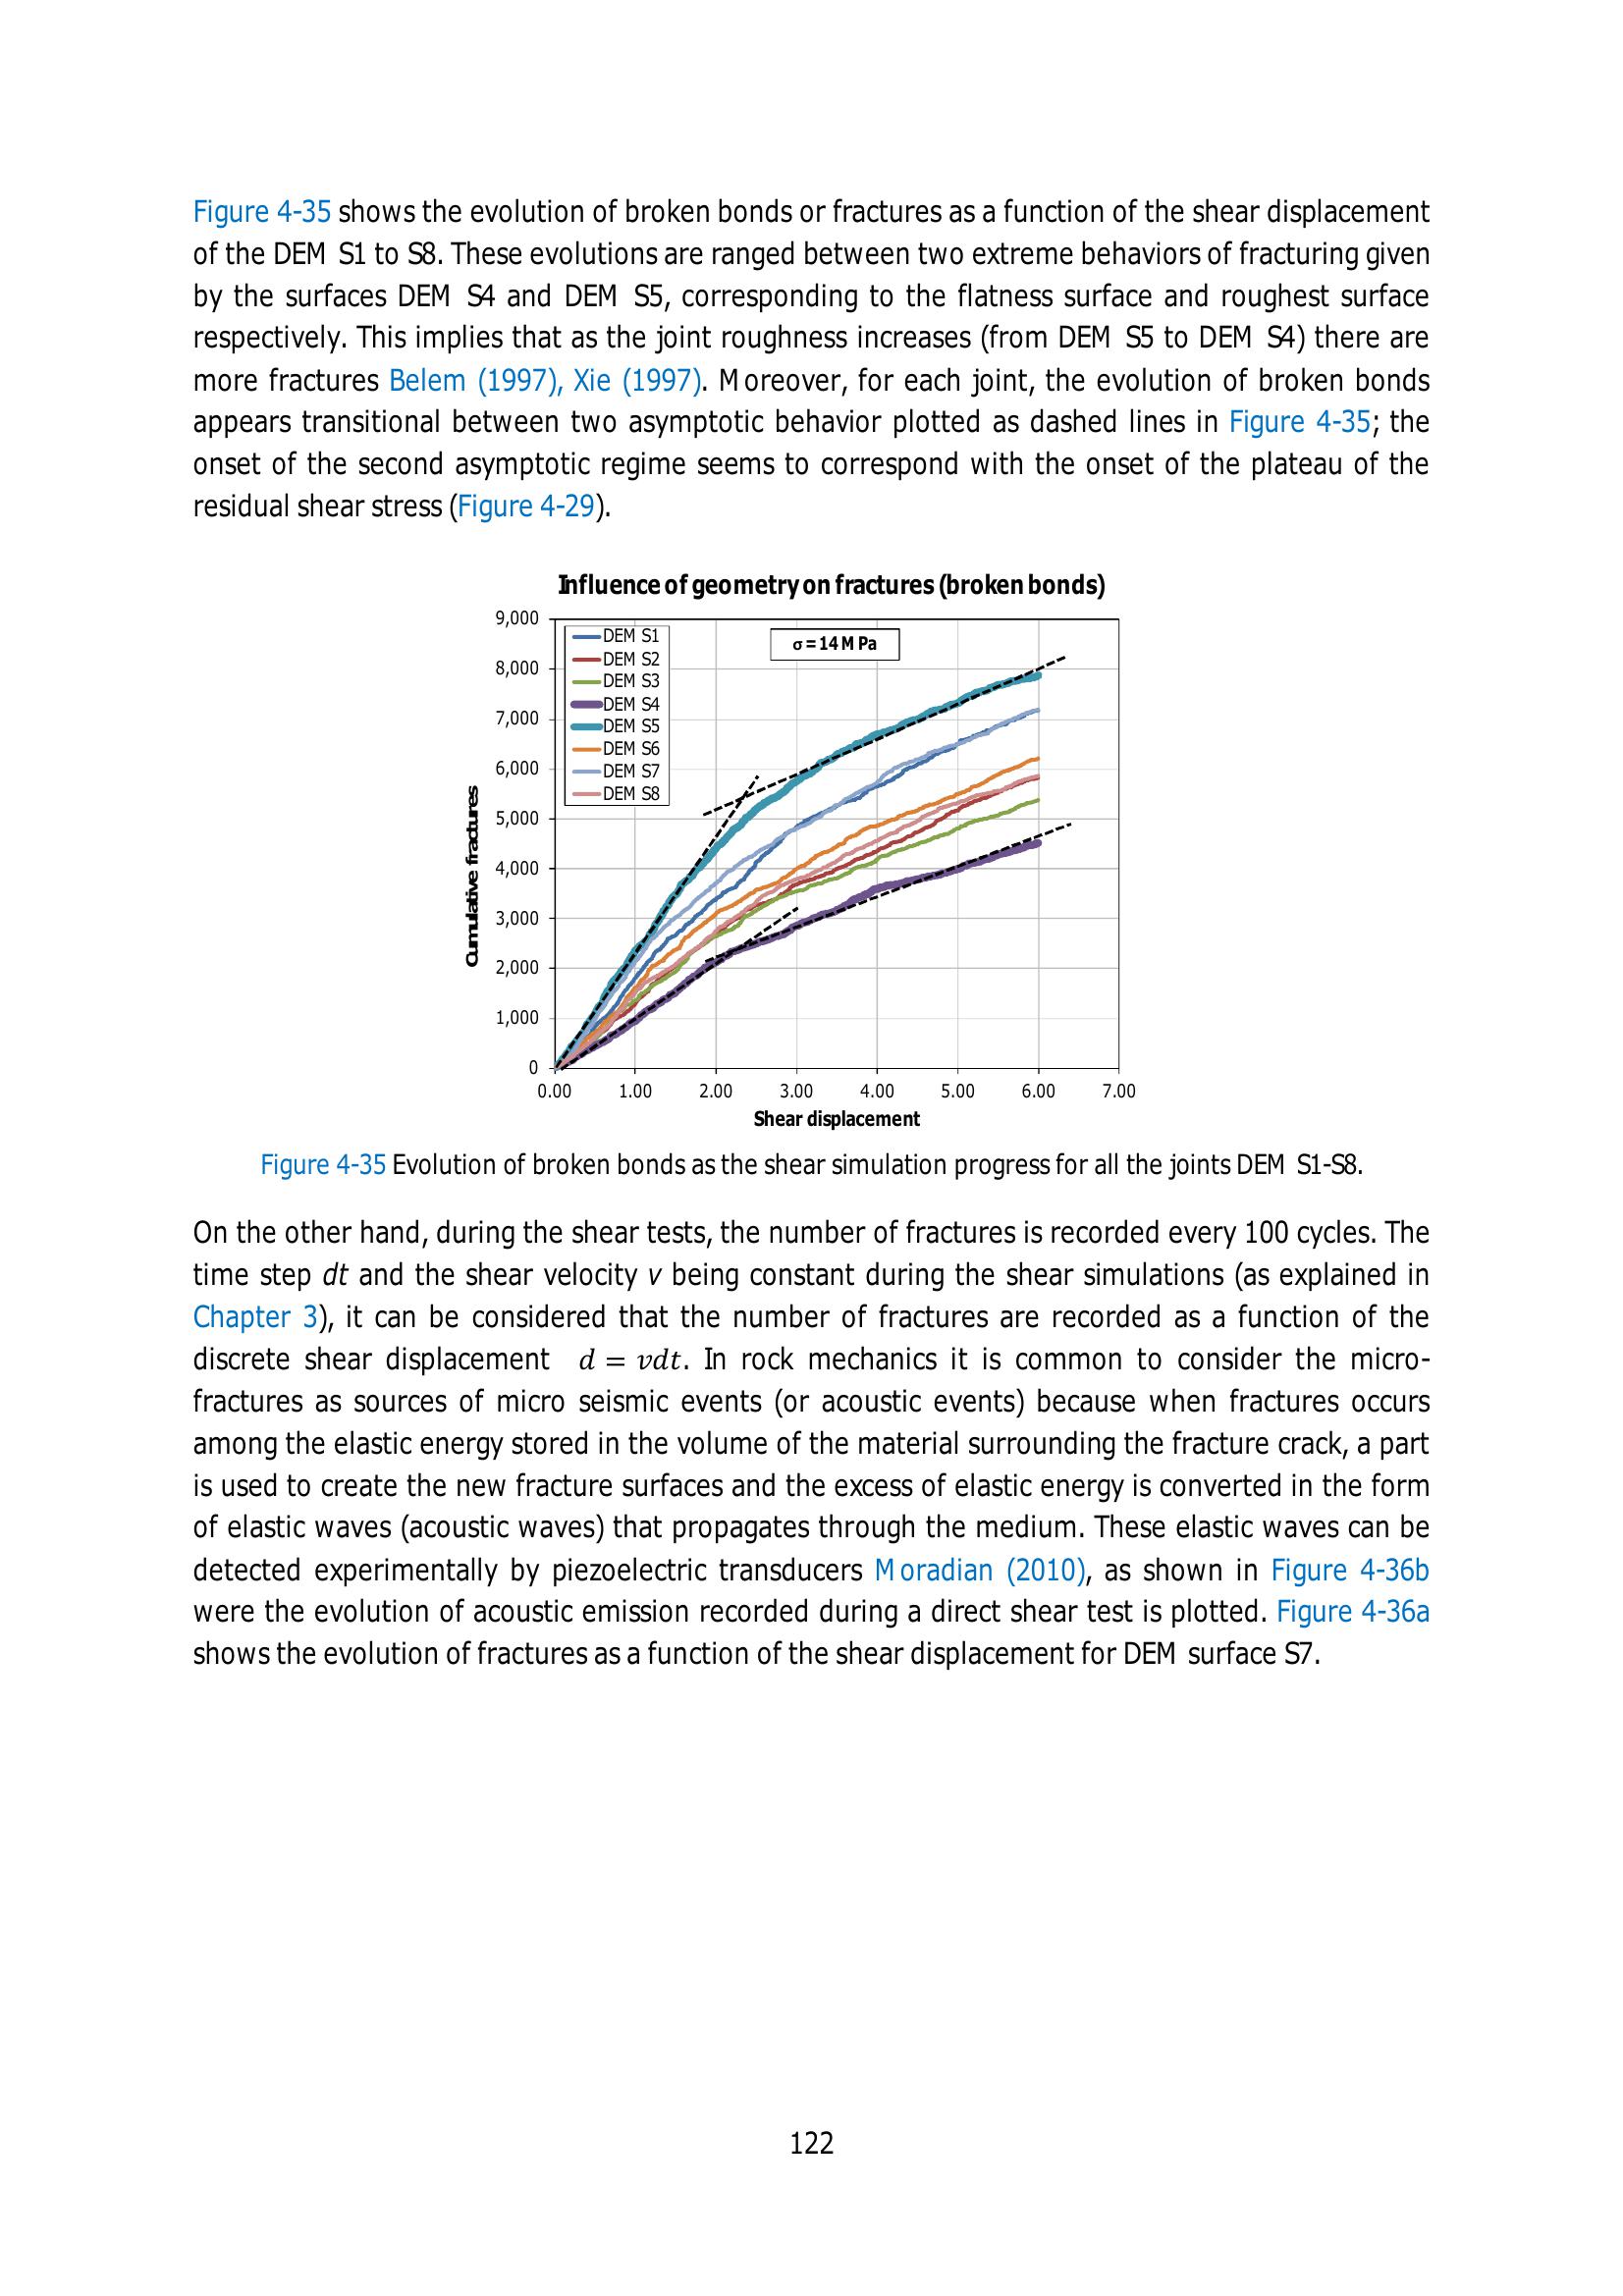 Figure 4-35 shows the evolution of broken bonds or fractures as a function of the shear displacement
of the DEM S1 to S8. These evolutions are ranged between two extreme behaviors of fracturing given
by the surfaces DEM S4 and DEM S5, corresponding to the flatness surface and roughest surface
respectively. This implies that as the joint roughness increases (from DEM S5 to DEM S4) there are
more fractures Belem (1997), Xie (1997). Moreover, for each joint, the evolution of broken bonds
appears transitional between two asymptotic behavior plotted as dashed lines in Figure 4-35; the
onset of the second asymptotic regime seems to correspond with the onset of the plateau of the
residual shear stress (Figure 4-29).
Influence of geometry on fractures (broken bonds)
9,000
8,000
7,000
6,000
5,000
4,000
3,000
2,000
1,000
0
Cumulative fractures
DEM S1
DEM S2
DEM S3
DEM S4
DEM S5
DEM S6
DEM S7
DEM S8
σ = 14 MPa
0.00 1.00 2.00 3.00 4.00 5.00 6.00 7.00
Shear displacement
Figure 4-35 Evolution of broken bonds as the shear simulation progress for all the joints DEM S1-S8.
On the other hand, during the shear tests, the number of fractures is recorded every 100 cycles. The
time step dt and the shear velocity v being constant during the shear simulations (as explained in
Chapter 3), it can be considered that the number of fractures are recorded as a function of the
discrete shear displacement d = vdt. In rock mechanics it is common to consider the micro-
fractures as sources of micro seismic events (or acoustic events) because when fractures occurs
among the elastic energy stored in the volume of the material surrounding the fracture crack, a part
is used to create the new fracture surfaces and the excess of elastic energy is converted in the form
of elastic waves (acoustic waves) that propagates through the medium. These elastic waves can be
detected experimentally by piezoelectric transducers Moradian (2010), as shown in Figure 4-36b
were the evolution of acoustic emission recorded during a direct shear test is plotted. Figure 4-36a
shows the evolution of fractures as a function of the shear displacement for DEM surface S7.
122